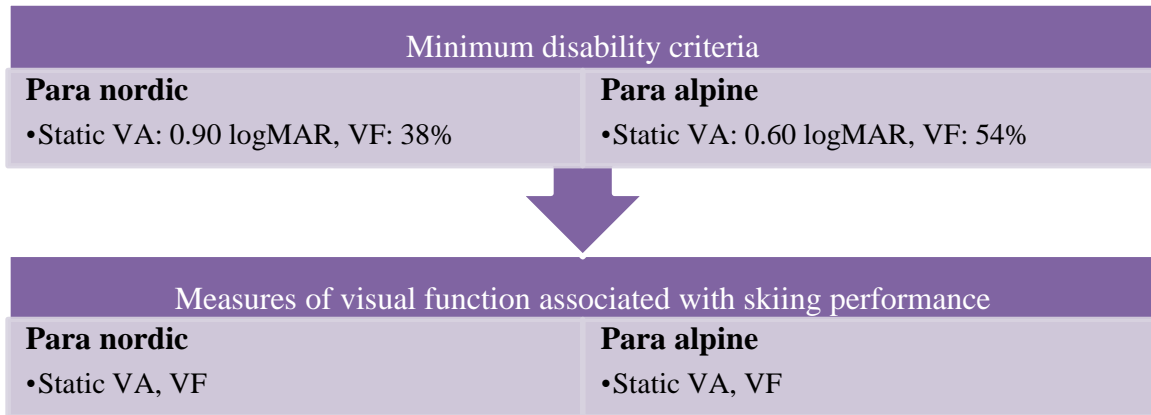 Minimum disability criteria
Para nordic
•Static VA: 0.90 logMAR, VF: 38%
Para alpine
•Static VA: 0.60 logMAR, VF: 54%
Measures of visual function associated with skiing performance
Para nordic
•Static VA, VF
Para alpine
•Static VA, VF